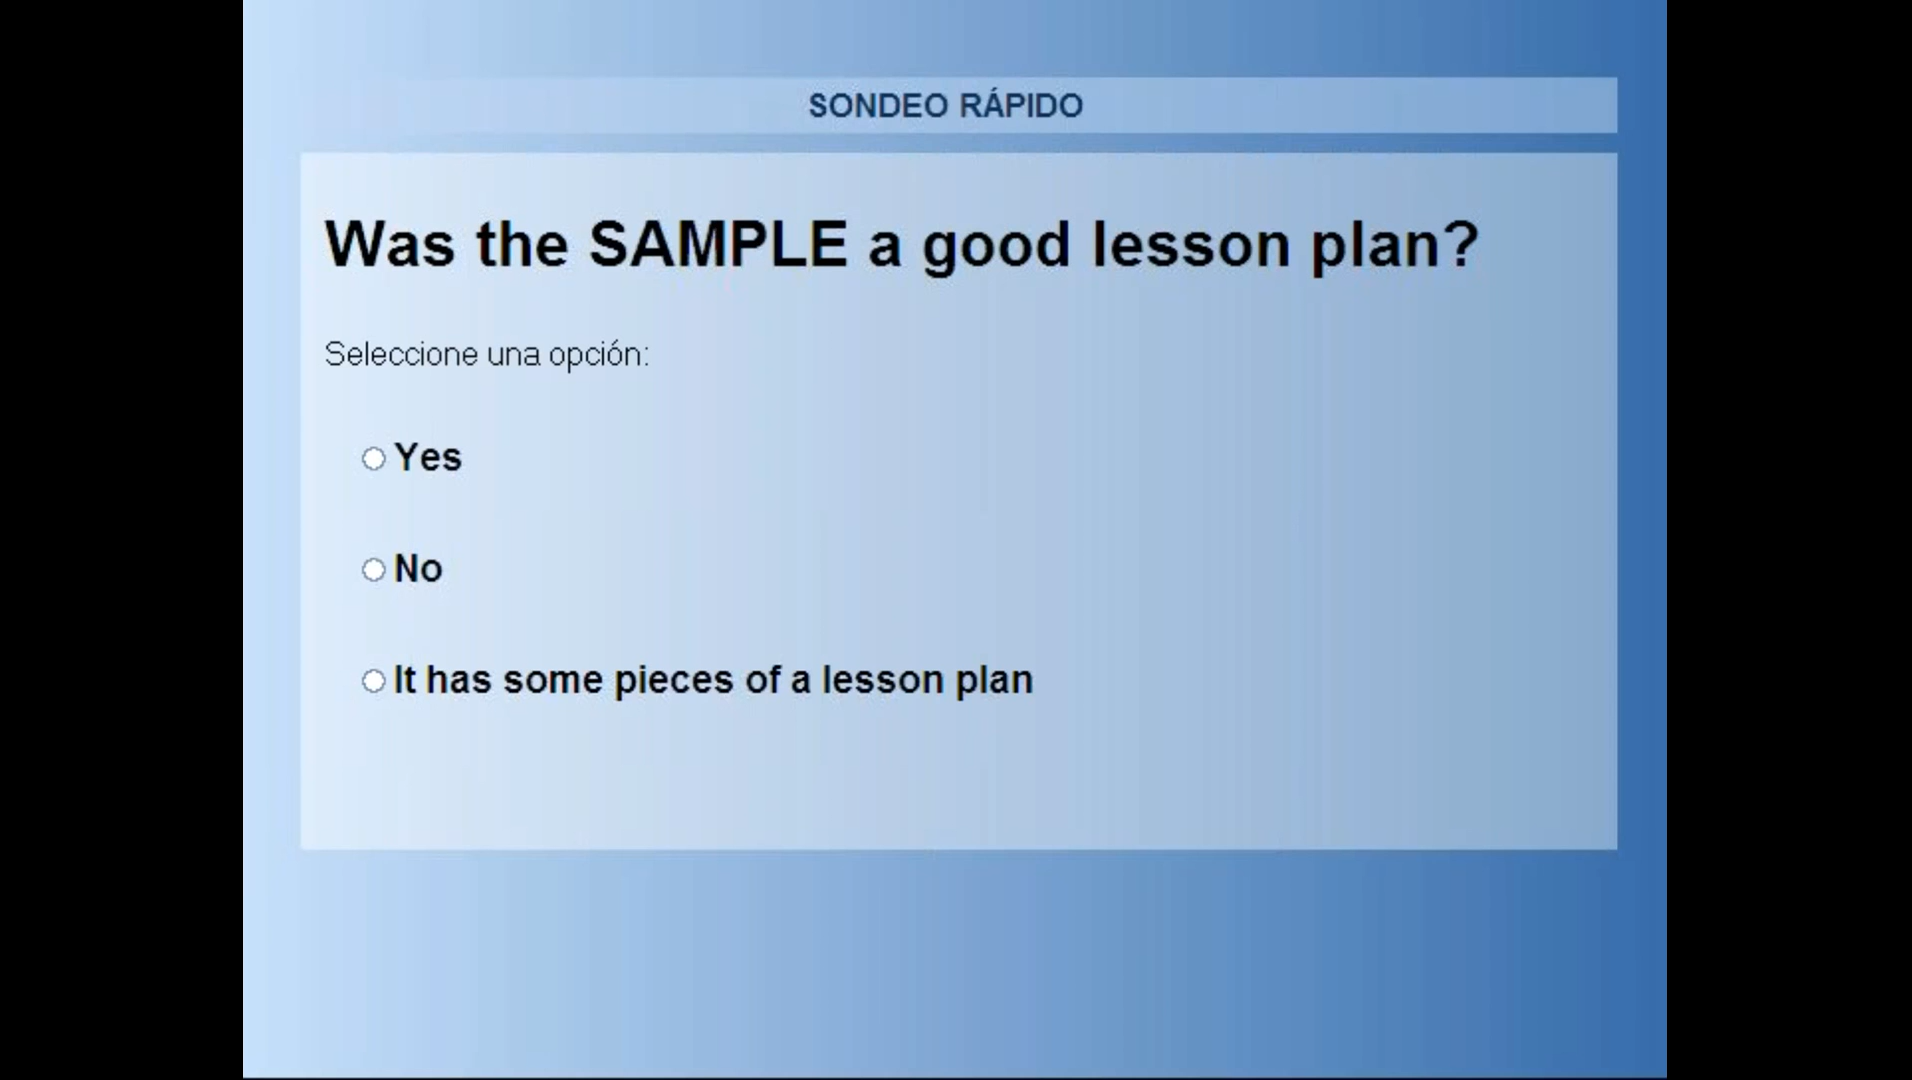 SONDEO RÁPIDO
Was the SAMPLE a good lesson plan?
Seleccione una opción:
Yes
No
It has some pieces of a lesson plan